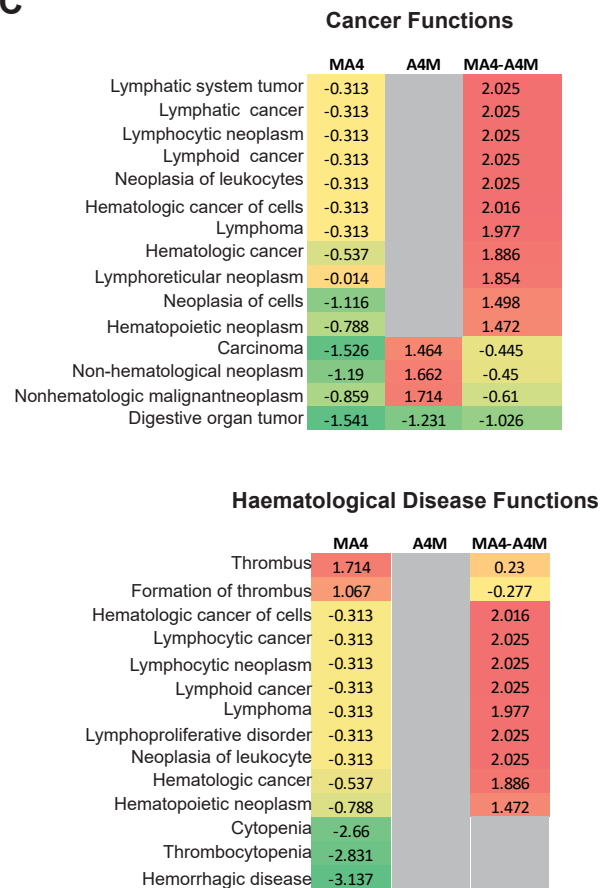 C
Cancer Functions
MA4 A4M MA4-A4M
Lymphatic system tumor -0.313 2.025
Lymphatic cancer -0.313 2.025
Lymphocytic neoplasm -0.313 2.025
Lymphoid cancer -0.313 2.025
Neoplasia of leukocytes -0.313 2.025
Hematologic cancer of cells -0.313 2.016
Lymphoma -0.313 1.977
Hematologic cancer -0.537 1.886
Lymphoreticular neoplasm -0.014 1.854
Neoplasia of cells -1.116 1.498
Hematopoietic neoplasm -0.788 1.472
Carcinoma -1.526 1.464 -0.445
Non-hematological neoplasm -1.19 1.662 -0.45
Nonhematologic malignantneoplasm -0.859 1.714 -0.61
Digestive organ tumor -1.541 -1.231 -1.026
Haematological Disease Functions
MA4 A4M MA4-A4M
Thrombus 1.714 0.23
Formation of thrombus 1.067 -0.277
Hematologic cancer of cells -0.313 2.016
Lymphocytic cancer -0.313 2.025
Lymphocytic neoplasm -0.313 2.025
Lymphoid cancer -0.313 2.025
Lymphoma -0.313 1.977
Lymphoproliferative disorder -0.313 2.025
Neoplasia of leukocyte -0.313 2.025
Hematologic cancer -0.537 1.886
Hematopoietic neoplasm -0.788 1.472
Cytopenia -2.66
Thrombocytopenia -2.831
Hemorrhagic disease -3.137